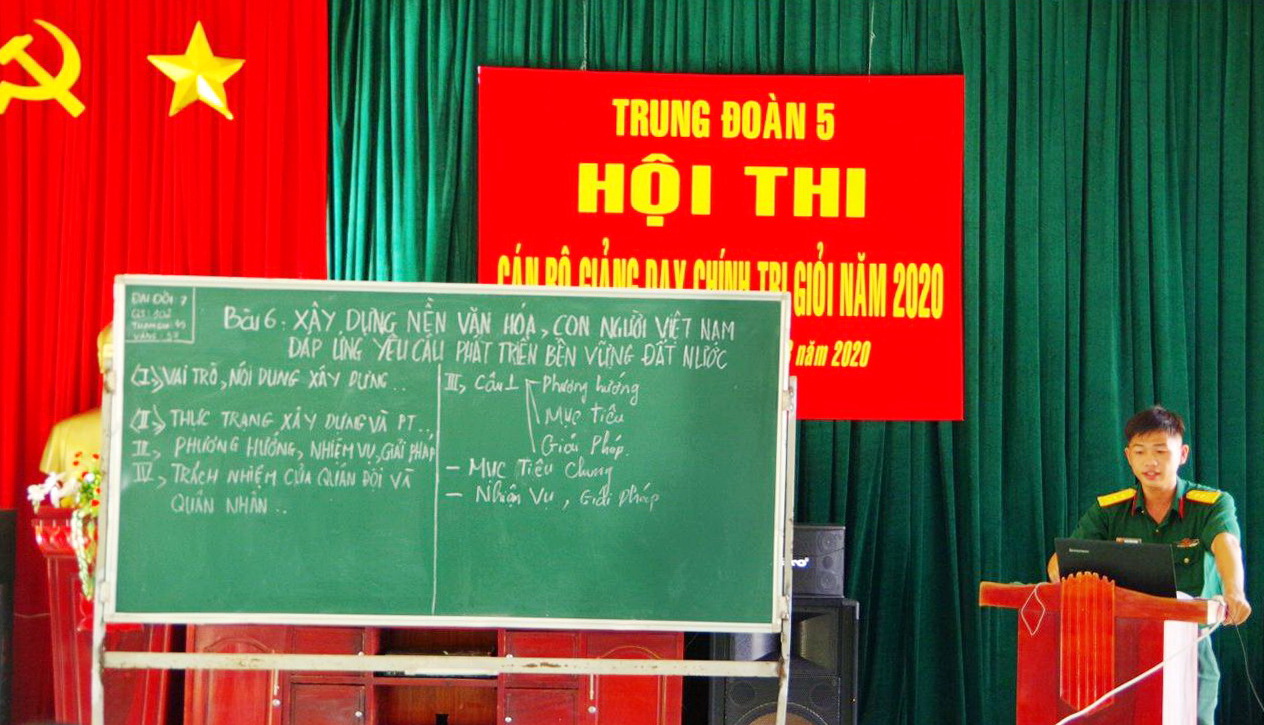 TRUNG ĐOÀN 5
HỘI THI
CÁN BỘ GIẢNG DẠY CHÍNH TRỊ GIỎI NĂM 2020
năm 2020
ĐẠI ĐỘI
Bài 6. XÂY DỰNG NỀN VĂN HÓA, CON NGƯỜI VIỆT NAM
ĐÁP ỨNG YÊU CẦU PHÁT TRIỂN BỀN VỮNG ĐẤT NƯỚC
I, VAI TRÒ, NỘI DUNG XÂY DỰNG..
II, THỰC TRẠNG XÂY DỰNG VÀ PT..
III, PHƯƠNG HƯỚNG, NHIỆM VỤ, GIẢI PHÁP
IV, TRÁCH NHIỆM CỦA QUÂN ĐỘI VÀ
QUÂN NHÂN..
III, Câu 1 Phương hướng
Mục Tiêu
Giải Pháp.
- Mục Tiêu Chung
- Nhiệm Vụ, Giải pháp